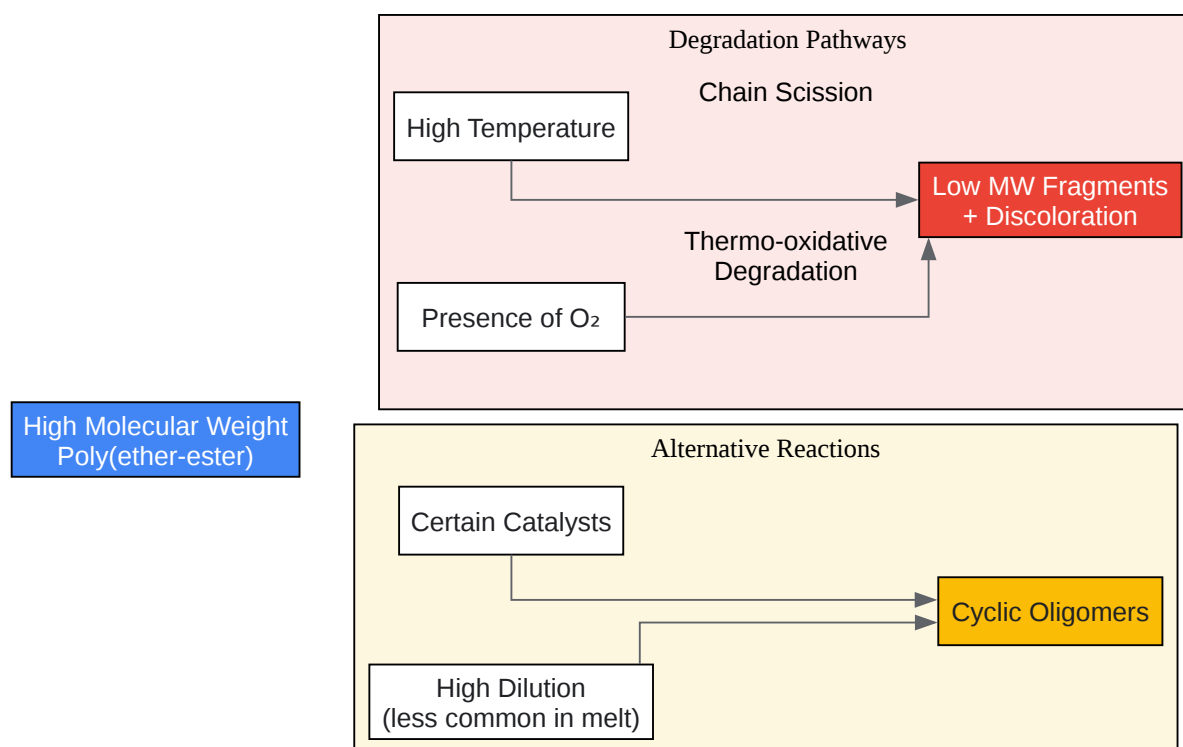 Degradation Pathways
Chain Scission
High Temperature
Low MW Fragments
+ Discoloration
Thermo-oxidative
Degradation
Presence of O₂
High Molecular Weight
Poly(ether-ester)
Alternative Reactions
Certain Catalysts
Cyclic Oligomers
High Dilution
(less common in melt)